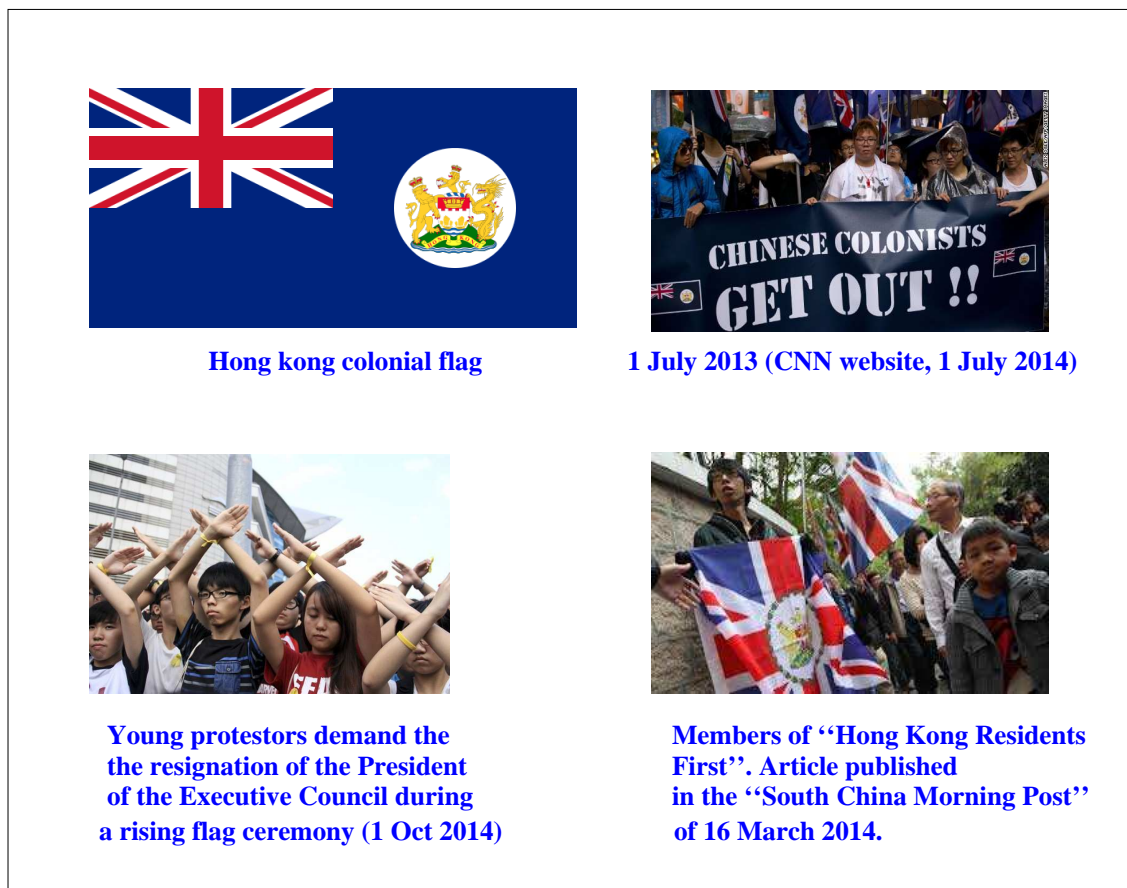 HONG KONG
CHINESE COLONISTS
GET OUT !!
Hong kong colonial flag
1 July 2013 (CNN website, 1 July 2014)
Young protestors demand the
the resignation of the President
of the Executive Council during
a rising flag ceremony (1 Oct 2014)
Members of ‘‘Hong Kong Residents
First’’. Article published
in the ‘‘South China Morning Post’’
of 16 March 2014.